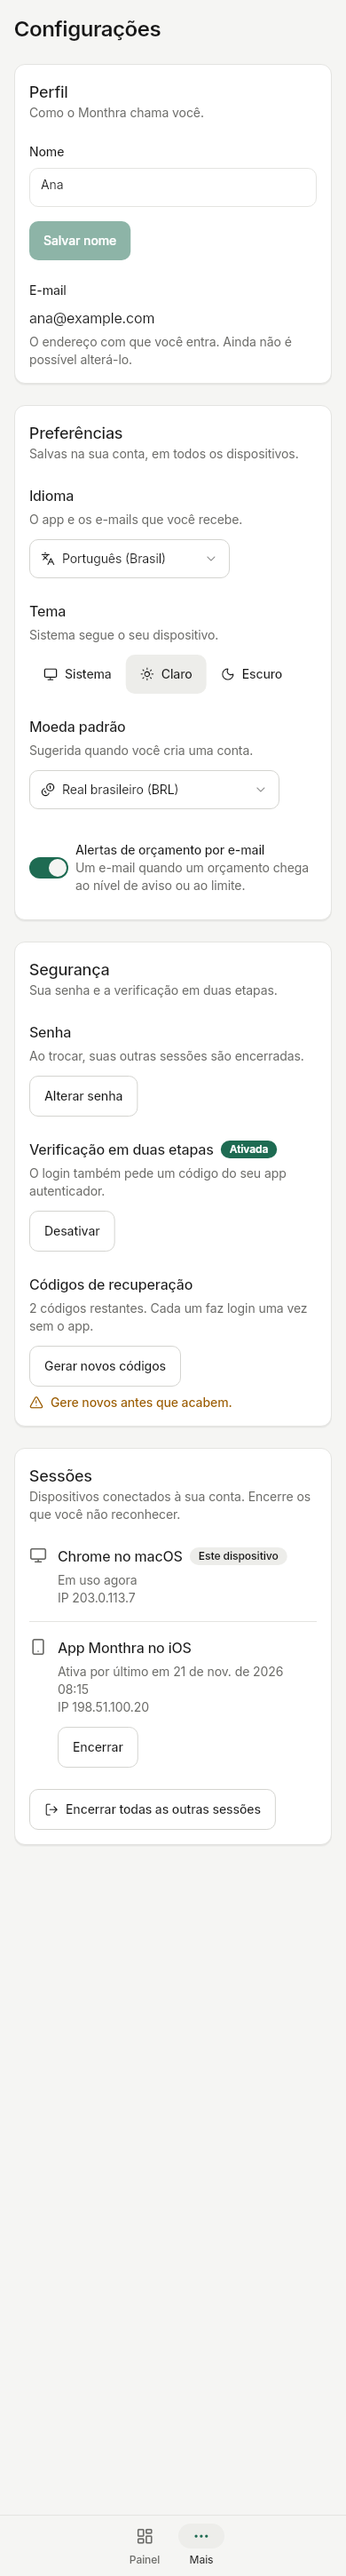 Configurações
Perfil
Como o Monthra chama você.
Nome
Ana
Salvar nome
E-mail
ana@example.com
O endereço com que você entra. Ainda não é
possível alterá-lo.
Preferências
Salvas na sua conta, em todos os dispositivos.
Idioma
O app e os e-mails que você recebe.
Português (Brasil)
Tema
Sistema segue o seu dispositivo.
Sistema Claro Escuro
Moeda padrão
Sugerida quando você cria uma conta.
Real brasileiro (BRL)
Alertas de orçamento por e-mail
Um e-mail quando um orçamento chega
ao nível de aviso ou ao limite.
Segurança
Sua senha e a verificação em duas etapas.
Senha
Ao trocar, suas outras sessões são encerradas.
Alterar senha
Verificação em duas etapas Ativada
O login também pede um código do seu app
autenticador.
Desativar
Códigos de recuperação
2 códigos restantes. Cada um faz login uma vez
sem o app.
Gerar novos códigos
Gere novos antes que acabem.
Sessões
Dispositivos conectados à sua conta. Encerre os
que você não reconhecer.
Chrome no macOS Este dispositivo
Em uso agora
IP 203.0.113.7
App Monthra no iOS
Ativa por último em 21 de nov. de 2026
08:15
IP 198.51.100.20
Encerrar
Encerrar todas as outras sessões
Painel Mais